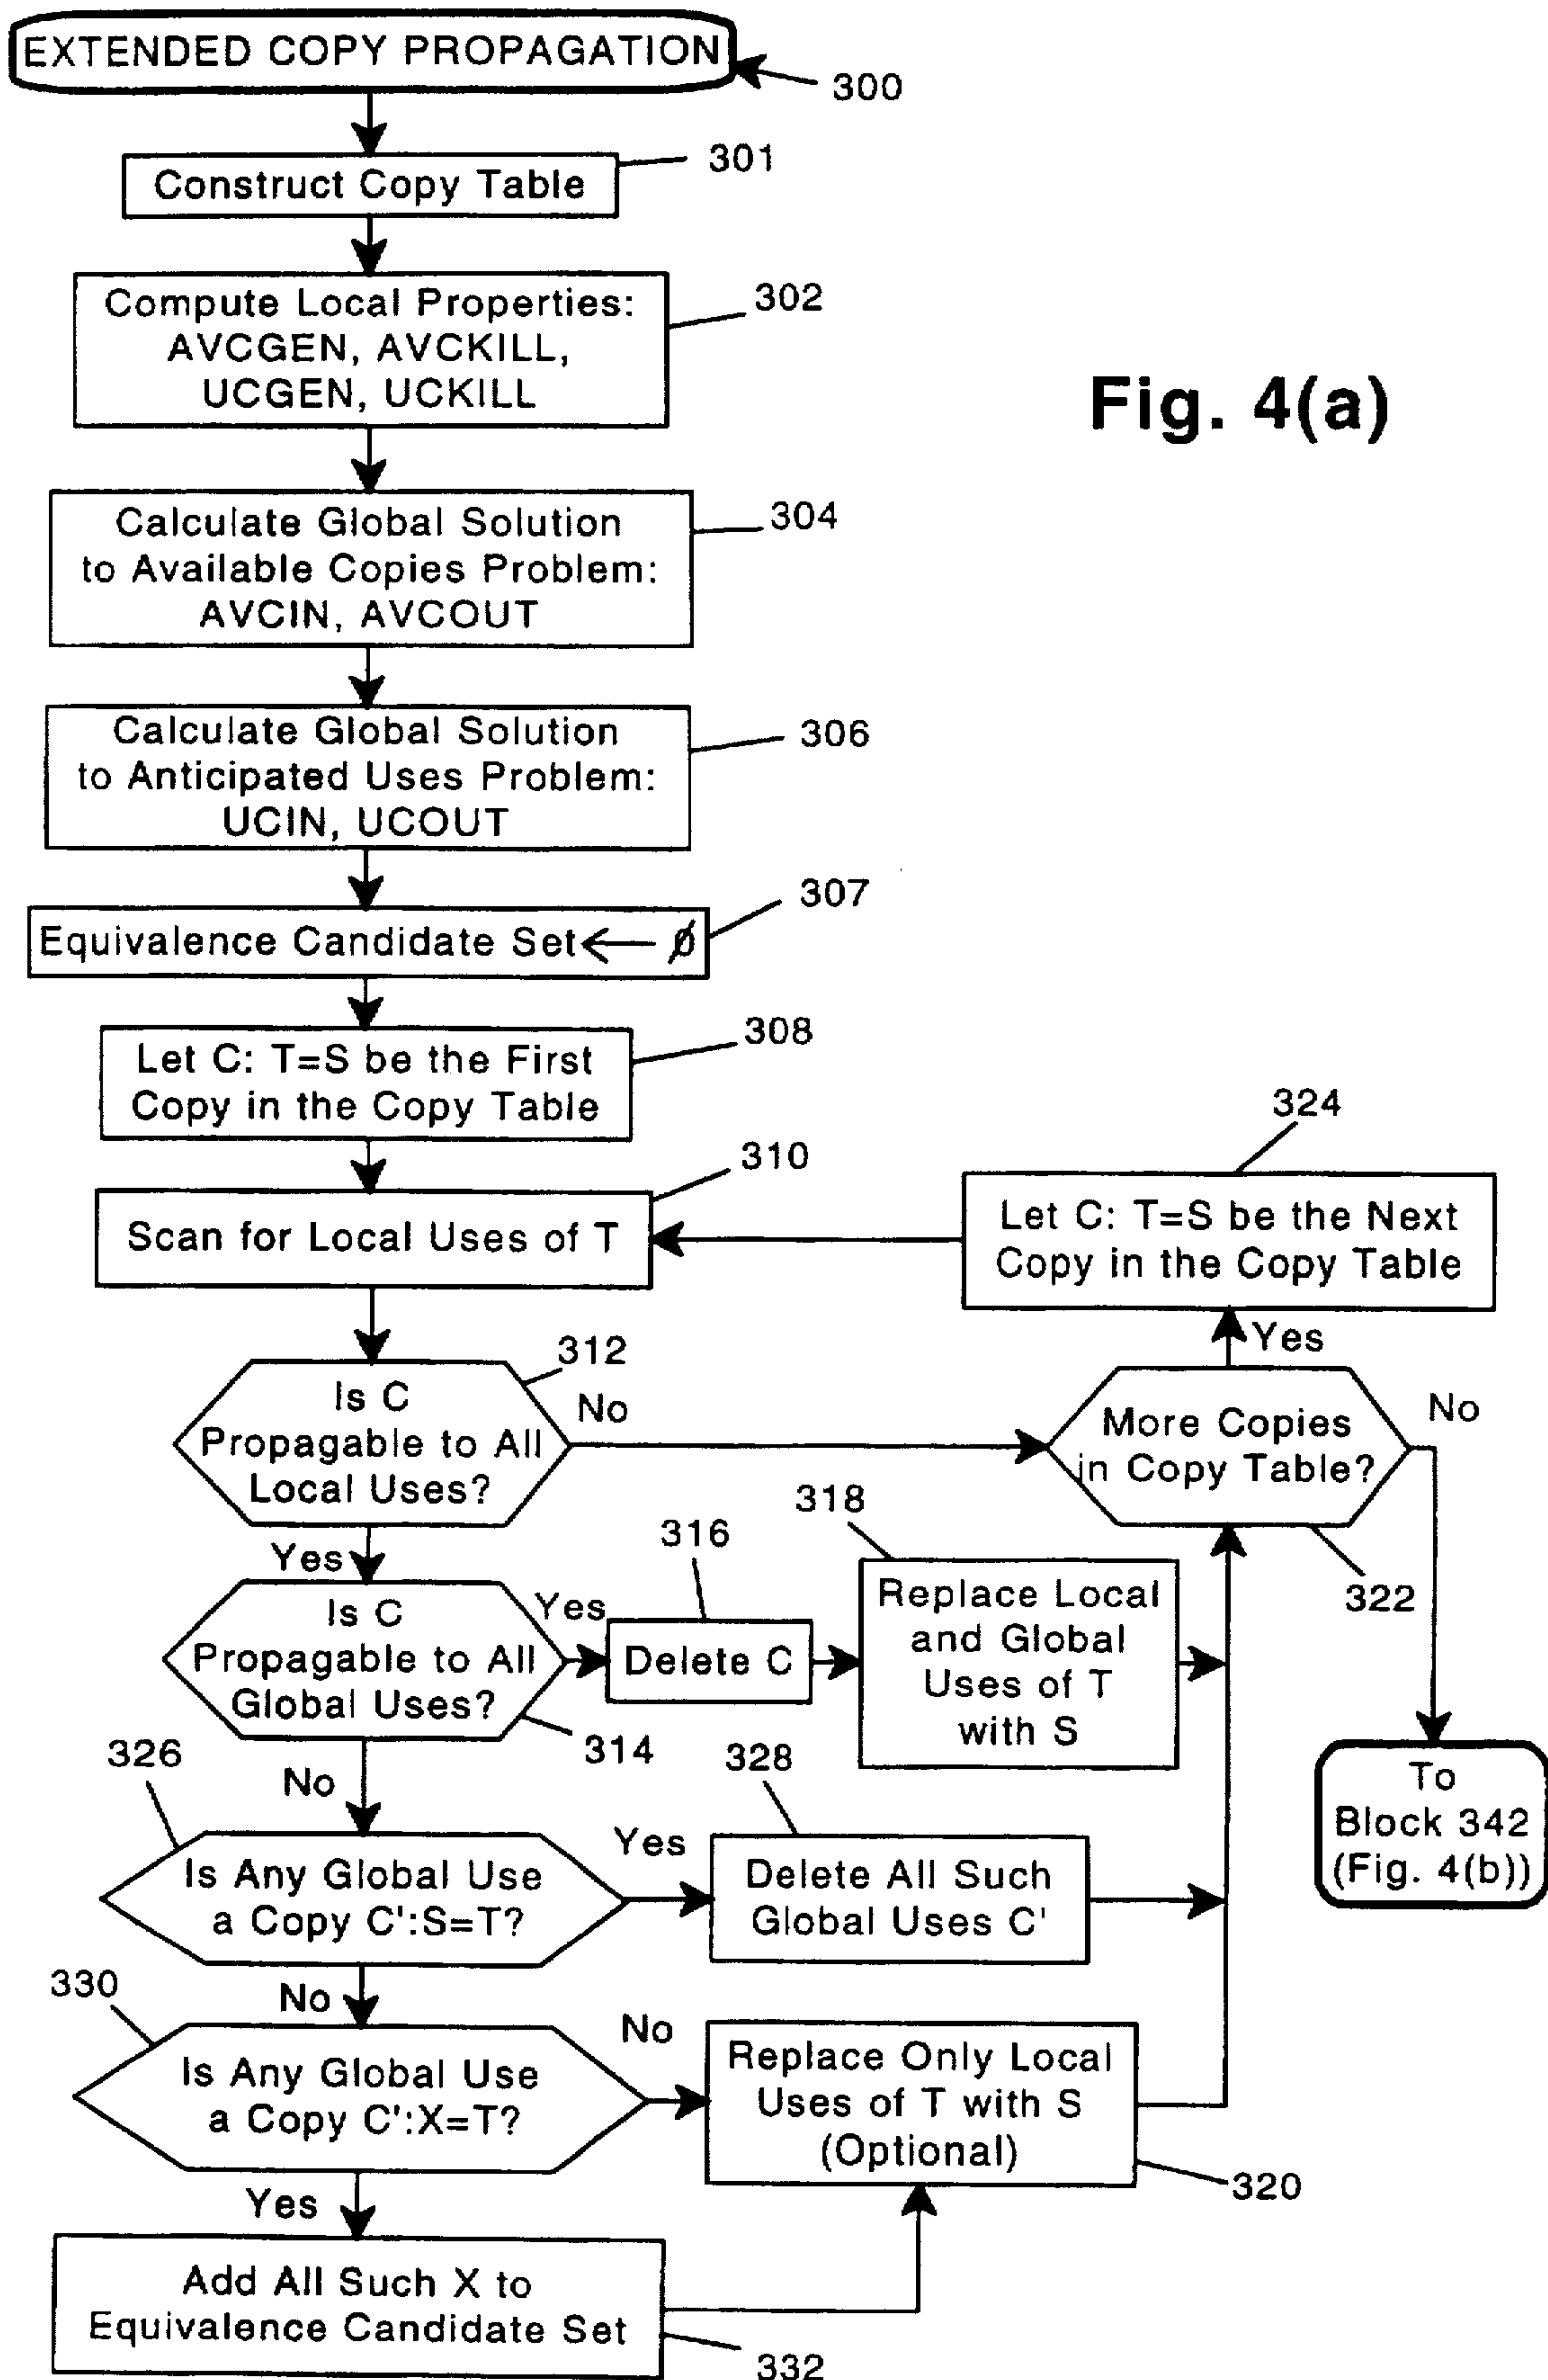 EXTENDED COPY PROPAGATION
300
301
Construct Copy Table
302
Compute Local Properties:
AVCGEN, AVCKILL,
UCGEN, UCKILL
Fig. 4(a)
304
Calculate Global Solution
to Available Copies Problem:
AVCIN, AVCOUT
306
Calculate Global Solution
to Anticipated Uses Problem:
UCIN, UCOUT
307
Equivalence Candidate Set ← ∅
308
Let C: T=S be the First
Copy in the Copy Table
324
310
Let C: T=S be the Next
Copy in the Copy Table
Scan for Local Uses of T
Yes
312
Is C
Propagable to All
Local Uses?
No
More Copies
in Copy Table?
No
322
Yes
316
318
Is C
Propagable to All
Global Uses?
Yes
314
Delete C
Replace Local
and Global
Uses of T
with S
To
Block 342
(Fig. 4(b))
No
326
328
Is Any Global Use
a Copy C':S=T?
Yes
Delete All Such
Global Uses C'
No
330
Is Any Global Use
a Copy C':X=T?
No
Replace Only Local
Uses of T with S
(Optional)
320
Yes
Add All Such X to
Equivalence Candidate Set
332